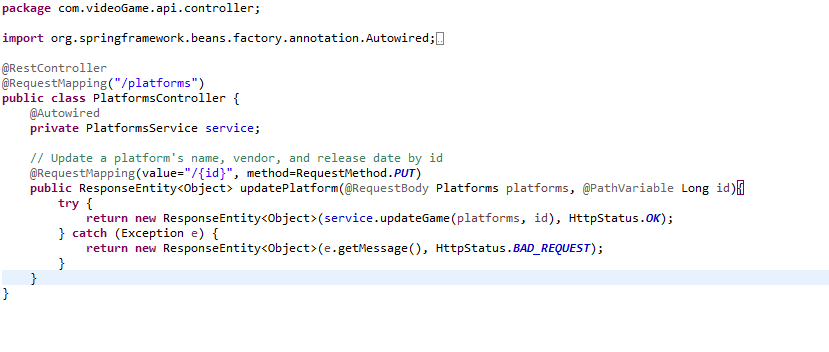 package com.videoGame.api.controller;
import org.springframework.beans.factory.annotation.Autowired;
@RestController
@RequestMapping("/platforms")
public class PlatformsController {
    @Autowired
    private PlatformsService service;
    // Update a platform's name, vendor, and release date by id
    @RequestMapping(value="/{id}", method=RequestMethod.PUT)
    public ResponseEntity<Object> updatePlatform(@RequestBody Platforms platforms, @PathVariable Long id){
        try {
            return new ResponseEntity<Object>(service.updateGame(platforms, id), HttpStatus.OK);
        } catch (Exception e) {
            return new ResponseEntity<Object>(e.getMessage(), HttpStatus.BAD_REQUEST);
        }
    }
}